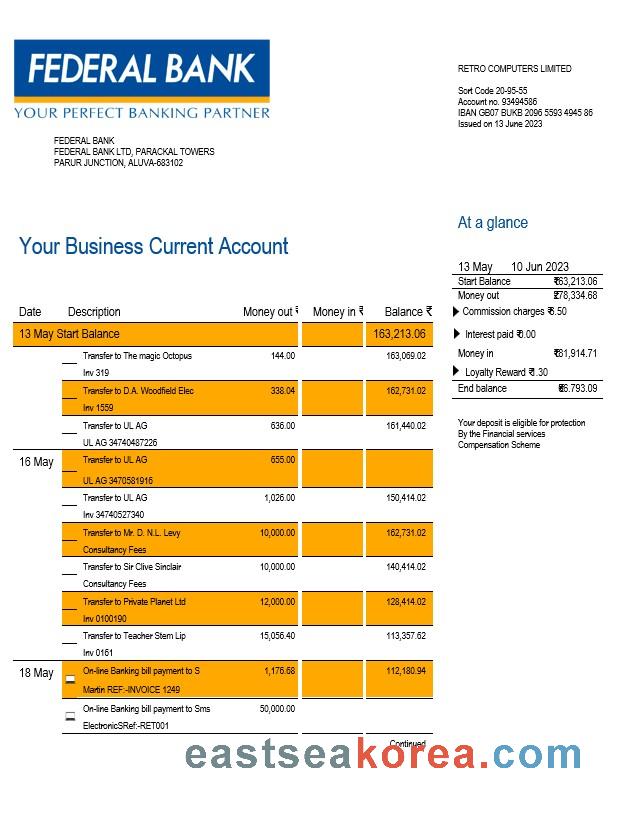 FEDERAL BANK
YOUR PERFECT BANKING PARTNER
RETRO COMPUTERS LIMITED
Sort Code 20-95-55
Account no. 93494586
IBAN GB07 BUKB 2096 5593 4945 86
Issued on 13 June 2023
FEDERAL BANK
FEDERAL BANK LTD, PARACKAL TOWERS
PARUR JUNCTION, ALUVA-683102
At a glance
Your Business Current Account
13 May 10 Jun 2023
Start Balance ₹63,213.06
Money out ₹78,334.68
Commission charges ₹8.50
Interest paid ₹0.00
Money in ₹81,914.71
Loyalty Reward ₹1.30
End balance ₹66.793.09
Your deposit is eligible for protection
By the Financial services
Compensation Scheme
Date Description Money out ₹ Money in ₹ Balance ₹
13 May Start Balance 163,213.06
Transfer to The magic Octopus 144.00 163,069.02
Inv 319
Transfer to D.A. Woodfield Elec 338.04 162,731.02
Inv 1559
Transfer to UL AG 636.00 161,440.02
UL AG 34740487226
16 May Transfer to UL AG 655.00
UL AG 3470581916
Transfer to UL AG 1,026.00 150,414.02
Inv 34740527340
Transfer to Mr. D. N.L. Levy 10,000.00 162,731.02
Consultancy Fees
Transfer to Sir Clive Sinclair 10,000.00 140,414.02
Consultancy Fees
Transfer to Private Planet Ltd 12,000.00 128,414.02
Inv 0100190
Transfer to Teacher Stem Lip 15,056.40 113,357.62
Inv 0161
18 May On-line Banking bill payment to S 1,176.68 112,180.94
Martin REF:-INVOICE 1249
On-line Banking bill payment to Sms 50,000.00
ElectronicSRef:-RET001
Continued
eastseakorea.com